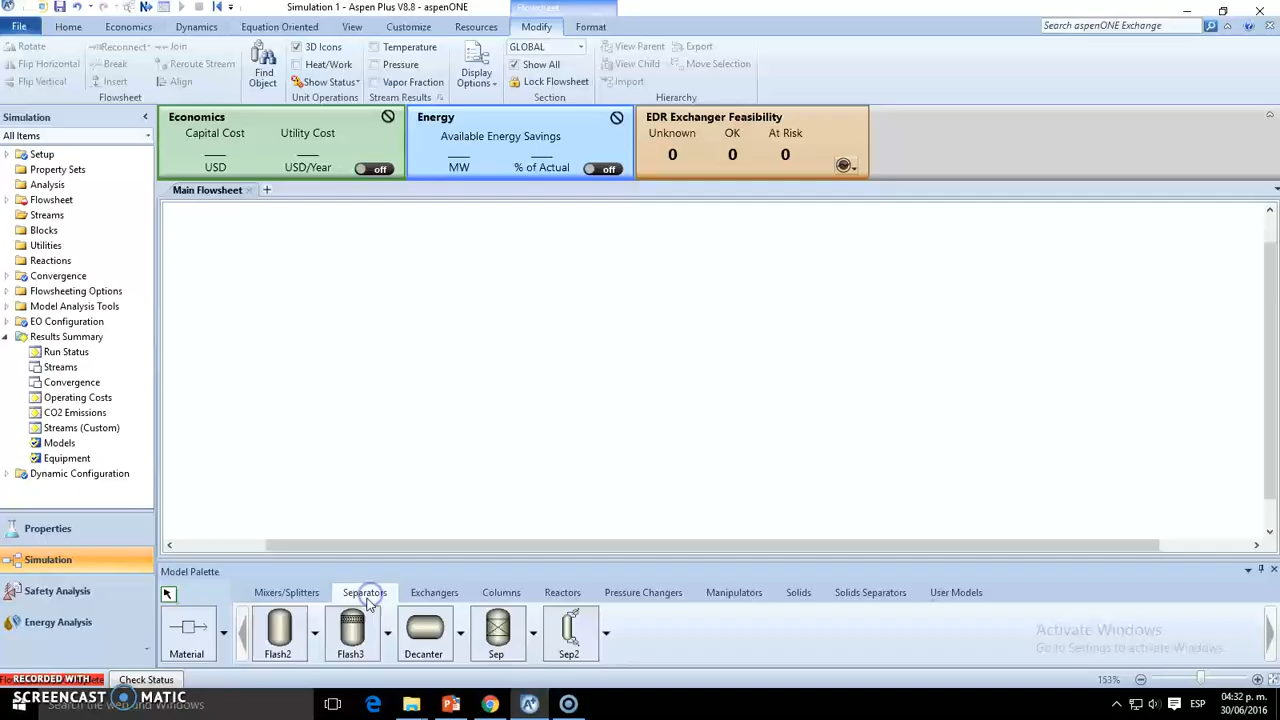 Simulation 1 - Aspen Plus V8.8 - aspenONE
Flowsheet
File Home Economics Dynamics Equation Oriented View Customize Resources Modify Format
Search aspenONE Exchange
Rotate
Flip Horizontal
Flip Vertical
Reconnect
Break
Insert
Join
Reroute Stream
Align
Flowsheet
Find
Object
3D Icons
Heat/Work
Show Status
Unit Operations
Temperature
Pressure
Vapor Fraction
Stream Results
Display
Options
GLOBAL
Show All
Lock Flowsheet
Section
View Parent
View Child
Import
Export
Move Selection
Hierarchy
Simulation
All Items
Setup
Property Sets
Analysis
Flowsheet
Streams
Blocks
Utilities
Reactions
Convergence
Flowsheeting Options
Model Analysis Tools
EO Configuration
Results Summary
Run Status
Streams
Convergence
Operating Costs
CO2 Emissions
Streams (Custom)
Models
Equipment
Dynamic Configuration
Properties
Simulation
Safety Analysis
Energy Analysis
Economics
Capital Cost Utility Cost
USD USD/Year off
Energy
Available Energy Savings
MW % of Actual off
EDR Exchanger Feasibility
Unknown OK At Risk
0 0 0
Main Flowsheet
Model Palette
Mixers/Splitters Separators Exchangers Columns Reactors Pressure Changers Manipulators Solids Solids Separators User Models
Material Flash2 Flash3 Decanter Sep Sep2
Activate Windows
Go to Settings to activate Windows.
RECORDED WITH
SCREENCAST MATIC
Check Status
153%
Search the web and Windows
ESP
04:32 p. m.
30/06/2016